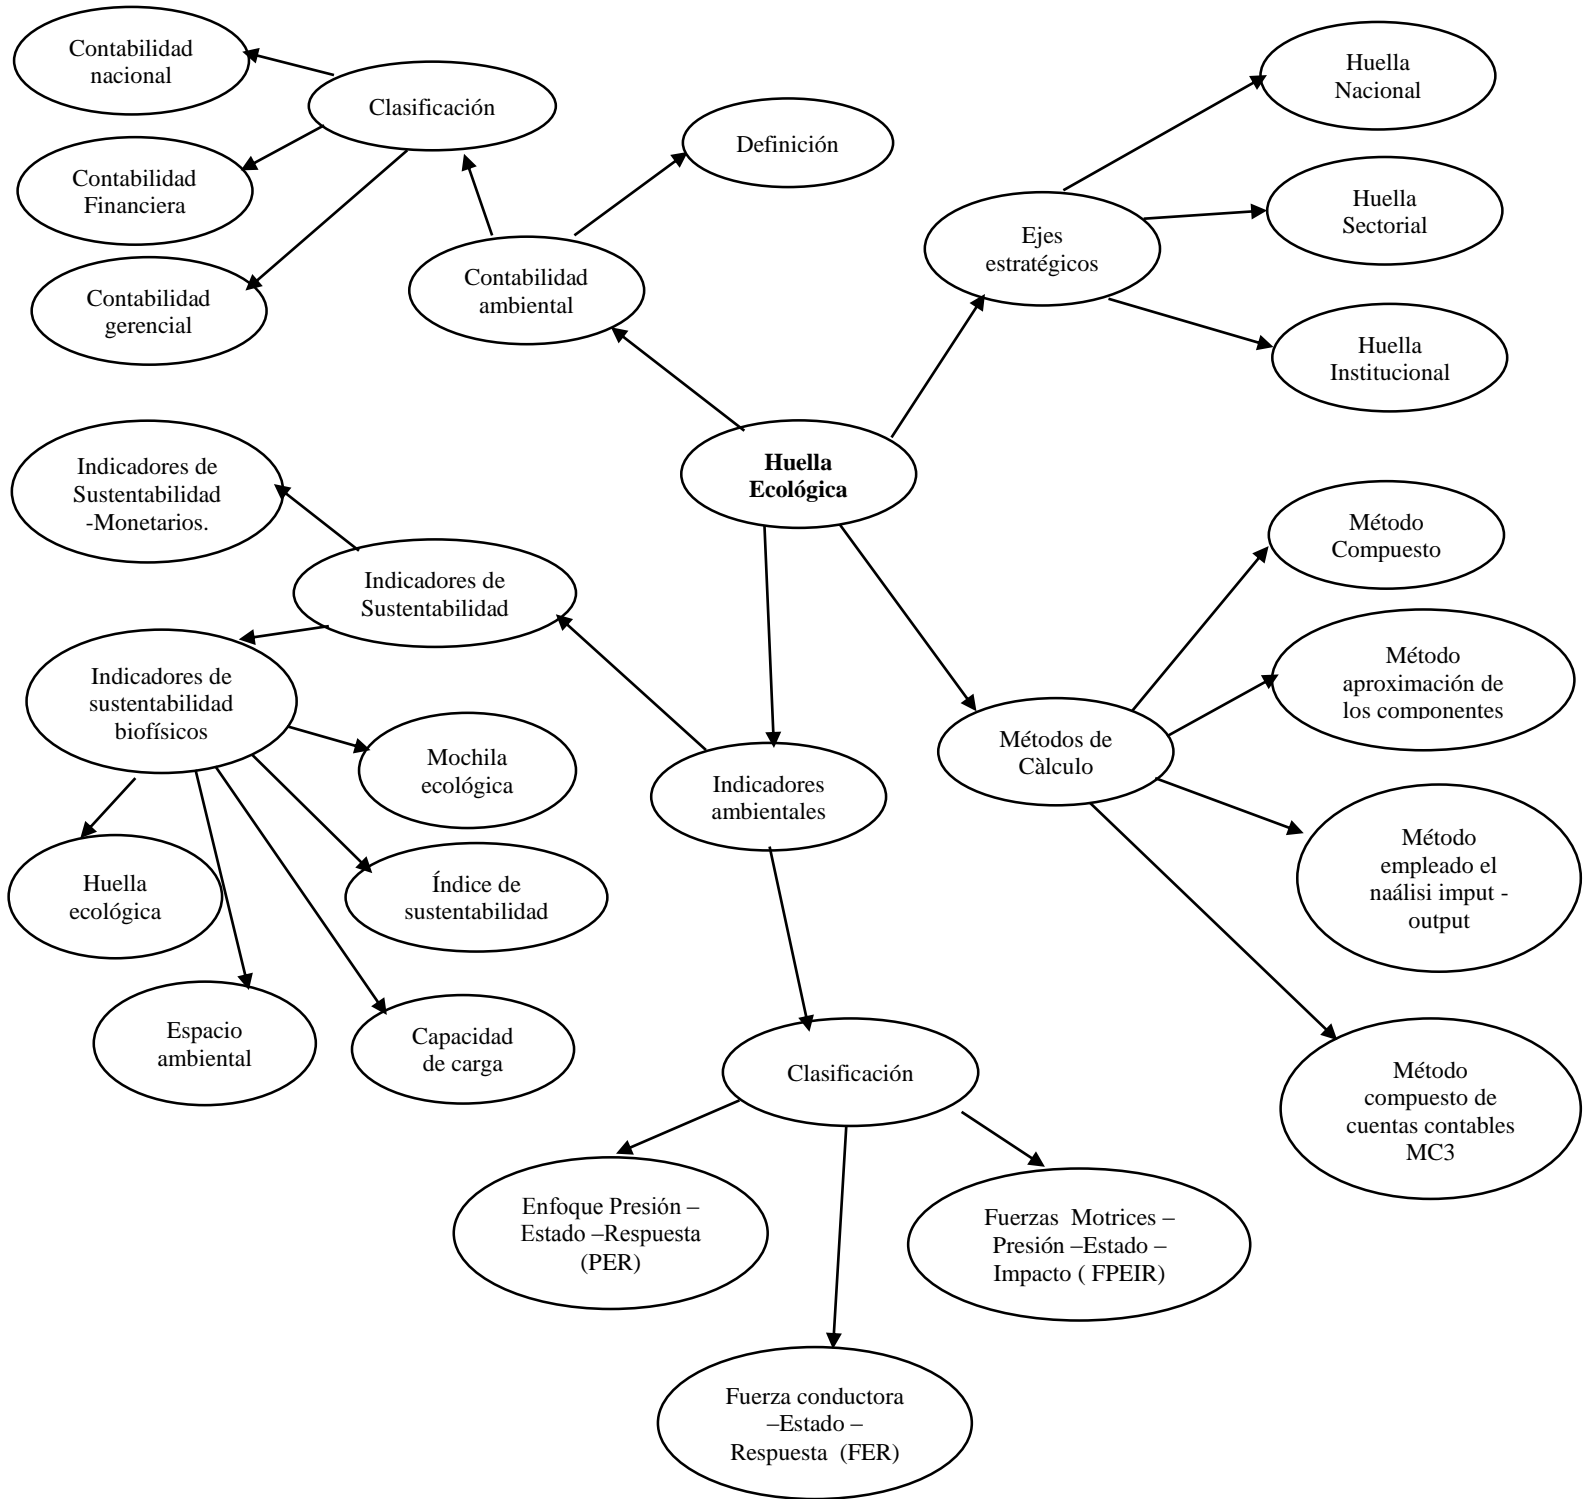 Contabilidad
nacional
Clasificación
Contabilidad
Financiera
Contabilidad
gerencial
Definición
Contabilidad
ambiental
Huella
Nacional
Huella
Sectorial
Ejes
estratégicos
Huella
Institucional
Huella
Ecológica
Indicadores de
Sustentabilidad
-Monetarios.
Indicadores de
Sustentabilidad
Indicadores de
sustentabilidad
biofísicos
Mochila
ecológica
Huella
ecológica
Índice de
sustentabilidad
Espacio
ambiental
Capacidad
de carga
Indicadores
ambientales
Métodos de
Càlculo
Método
Compuesto
Método
aproximación de
los componentes
Método
empleado el
naálisi imput -
output
Método
compuesto de
cuentas contables
MC3
Clasificación
Enfoque Presión –
Estado –Respuesta
(PER)
Fuerzas  Motrices –
Presión –Estado –
Impacto ( FPEIR)
Fuerza conductora
–Estado –
Respuesta  (FER)